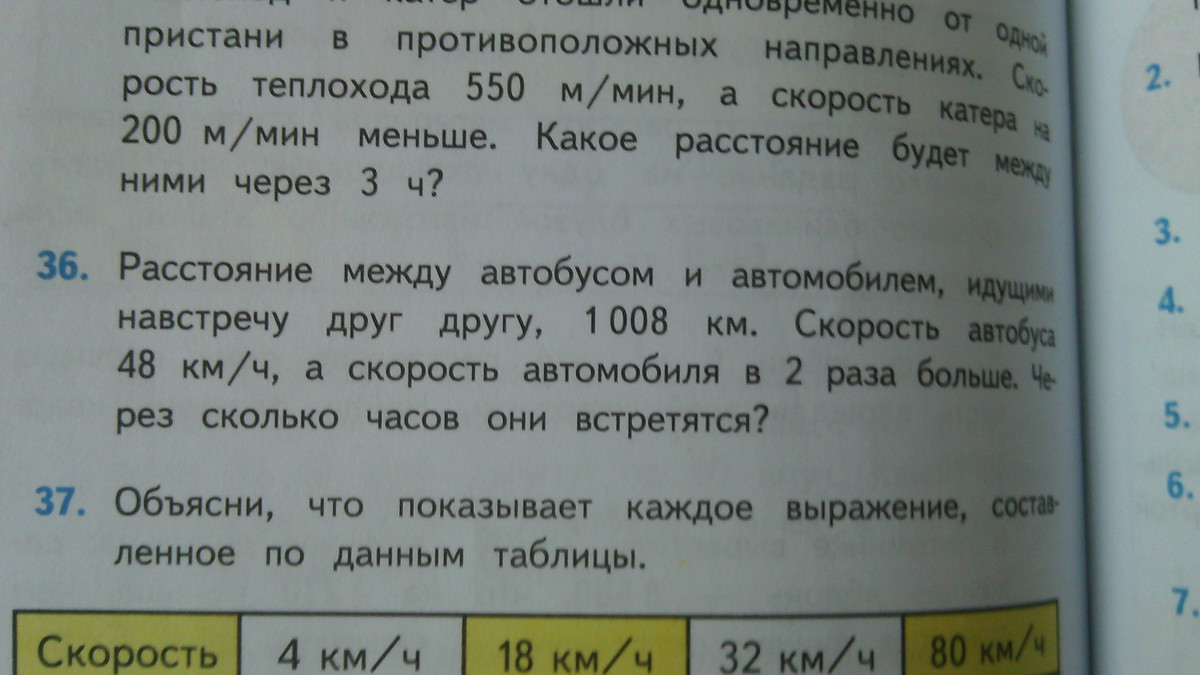 одновременно от одной
пристани в противоположных направлениях. Ско-
рость теплохода 550 м/мин, а скорость катера на
200 м/мин меньше. Какое расстояние будет между
ними через 3 ч?
36. Расстояние между автобусом и автомобилем, идущими
навстречу друг другу, 1 008 км. Скорость автобуса
48 км/ч, а скорость автомобиля в 2 раза больше. Че-
рез сколько часов они встретятся?
37. Объясни, что показывает каждое выражение, состав-
ленное по данным таблицы.
Скорость 4 км/ч 18 км/ч 32 км/ч 80 км/ч
2.
3.
4.
5.
6.
7.